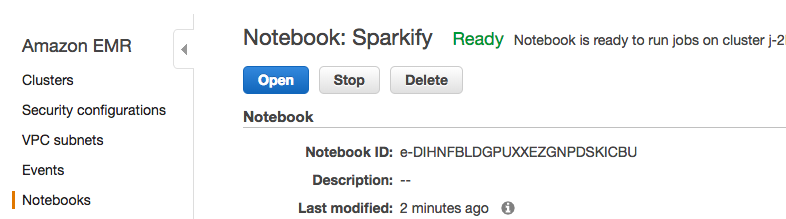 Amazon EMR
Clusters
Security configurations
VPC subnets
Events
Notebooks
Notebook: Sparkify Ready Notebook is ready to run jobs on cluster j-2
Open Stop Delete
Notebook
Notebook ID: e-DIHNFBLDGPUXXEZGNPDSKICBU
Description: --
Last modified: 2 minutes ago